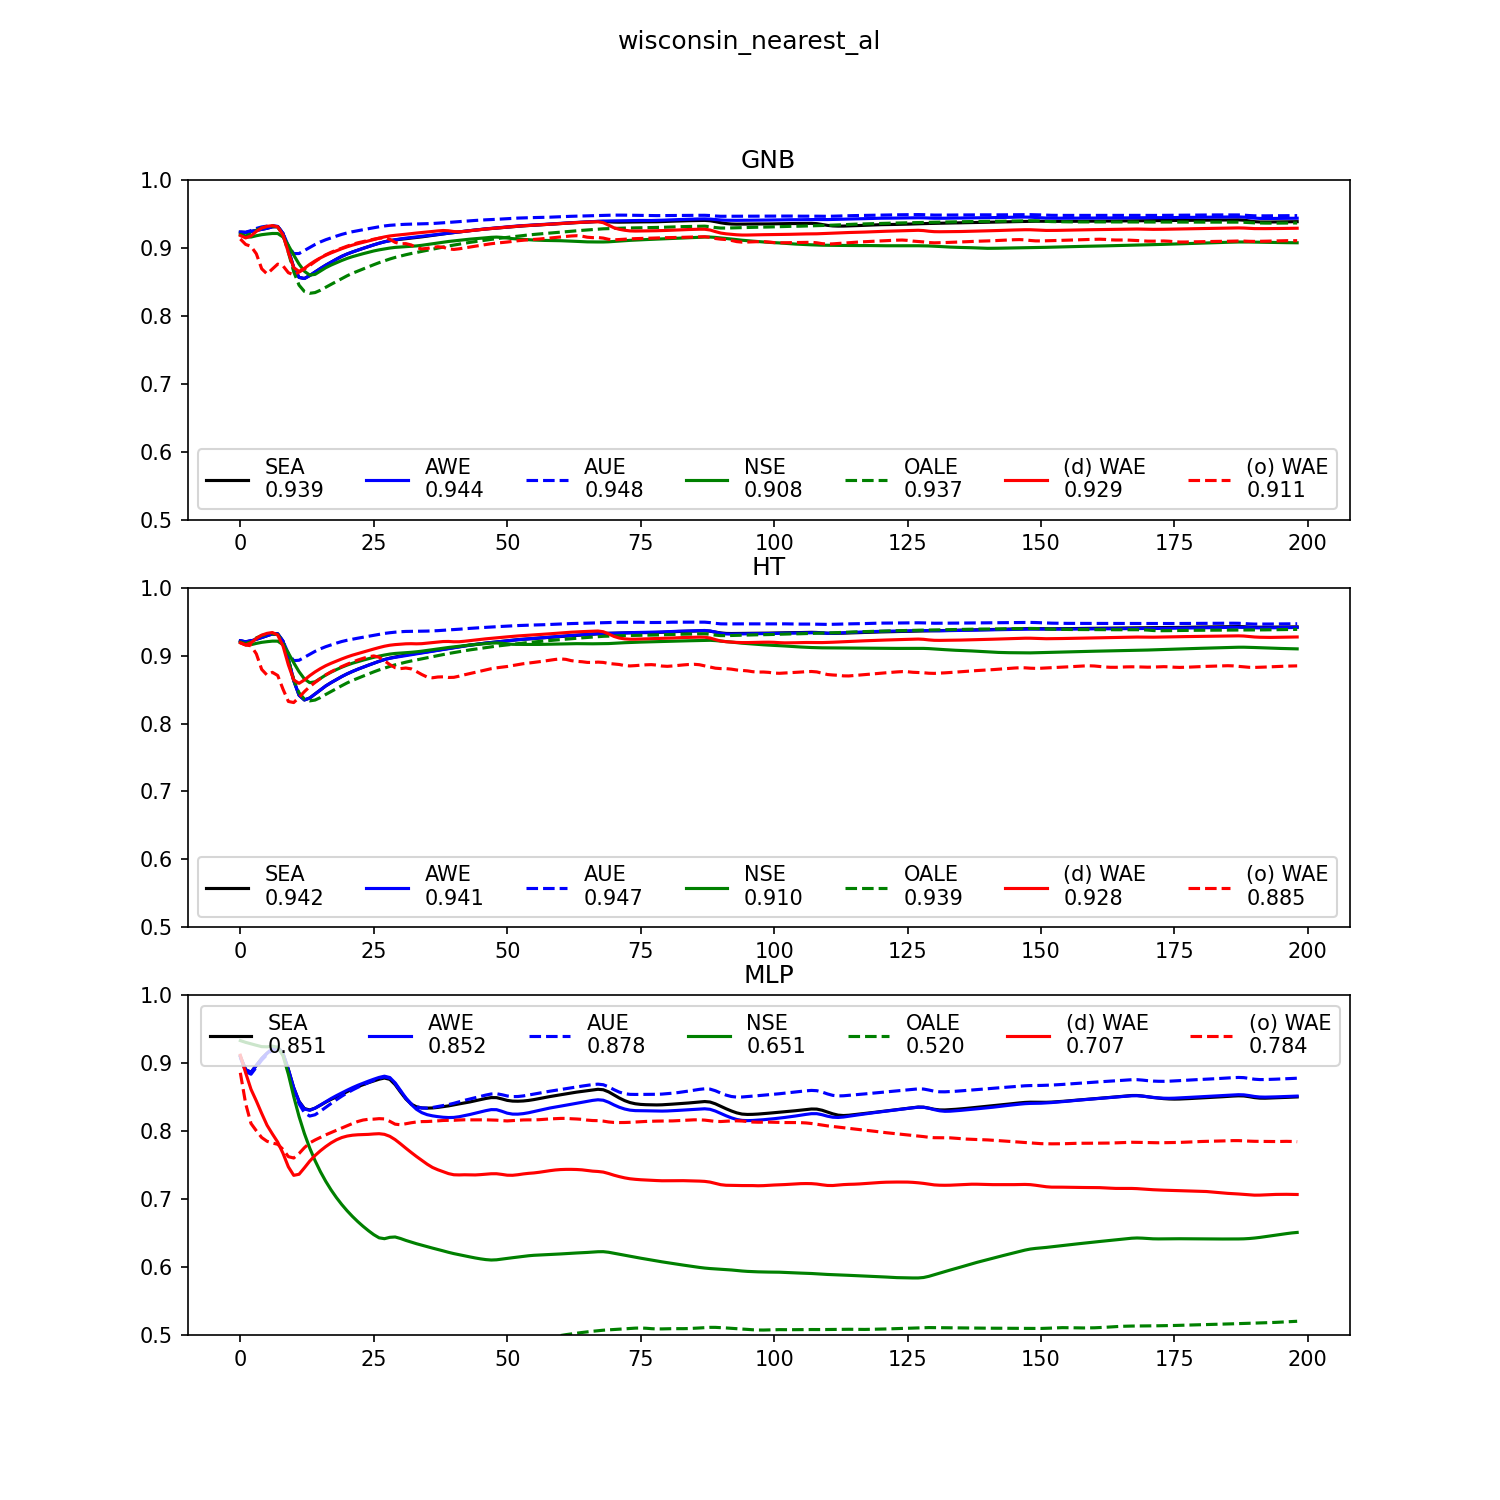 wisconsin_nearest_al
GNB
1.0
0.9
0.8
0.7
0.6
0.5
SEA AWE AUE NSE OALE (d) WAE (o) WAE
0.939 0.944 0.948 0.908 0.937 0.929 0.911
0 25 50 75 100 125 150 175 200
HT
1.0
0.9
0.8
0.7
0.6
0.5
SEA AWE AUE NSE OALE (d) WAE (o) WAE
0.942 0.941 0.947 0.910 0.939 0.928 0.885
0 25 50 75 100 125 150 175 200
MLP
1.0
SEA AWE AUE NSE OALE (d) WAE (o) WAE
0.851 0.852 0.878 0.651 0.520 0.707 0.784
0.9
0.8
0.7
0.6
0.5
0 25 50 75 100 125 150 175 200